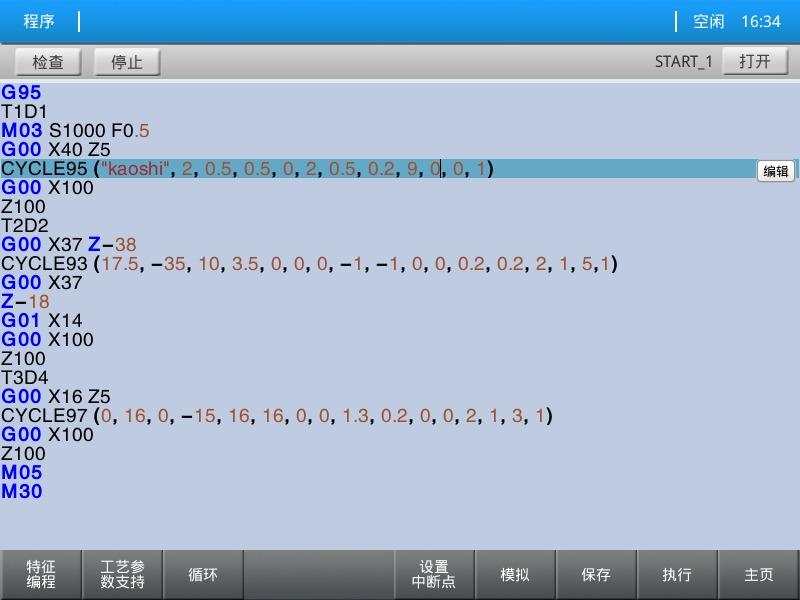 程序
空闲 16:34
检查 停止 START_1 打开
G95
T1D1
M03 S1000 F0.5
G00 X40 Z5
CYCLE95 ("kaoshi", 2, 0.5, 0.5, 0, 2, 0.5, 0.2, 9, 0, 0, 1)
编辑
G00 X100
Z100
T2D2
G00 X37 Z-38
CYCLE93 (17.5, -35, 10, 3.5, 0, 0, 0, -1, -1, 0, 0, 0.2, 0.2, 2, 1, 5,1)
G00 X37
Z-18
G01 X14
G00 X100
Z100
T3D4
G00 X16 Z5
CYCLE97 (0, 16, 0, -15, 16, 16, 0, 0, 1.3, 0.2, 0, 0, 2, 1, 3, 1)
G00 X100
Z100
M05
M30
特征
编程
工艺参
数支持
循环
设置
中断点
模拟
保存
执行
主页